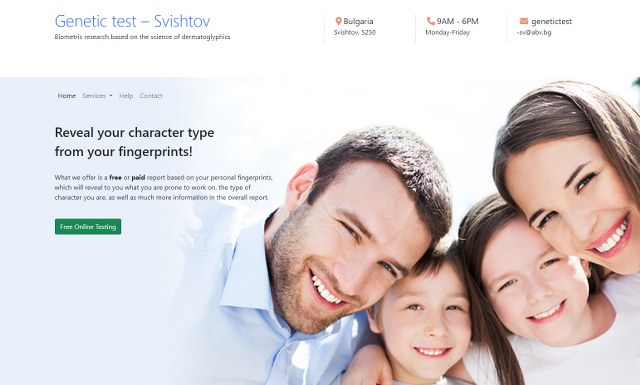 Genetic test – Svishtov
Biometric research based on the science of dermatoglyphics
Bulgaria
Svishtov, 5250
9AM - 6PM
Monday-Friday
genetictest
-sv@abv.bg
Home Services Help Contact
Reveal your character type
from your fingerprints!
What we offer is a free or paid report based on your personal fingerprints,
which will reveal to you what you are prone to work on, the type of
character you are, as well as much more information in the overall report.
Free Online Testing